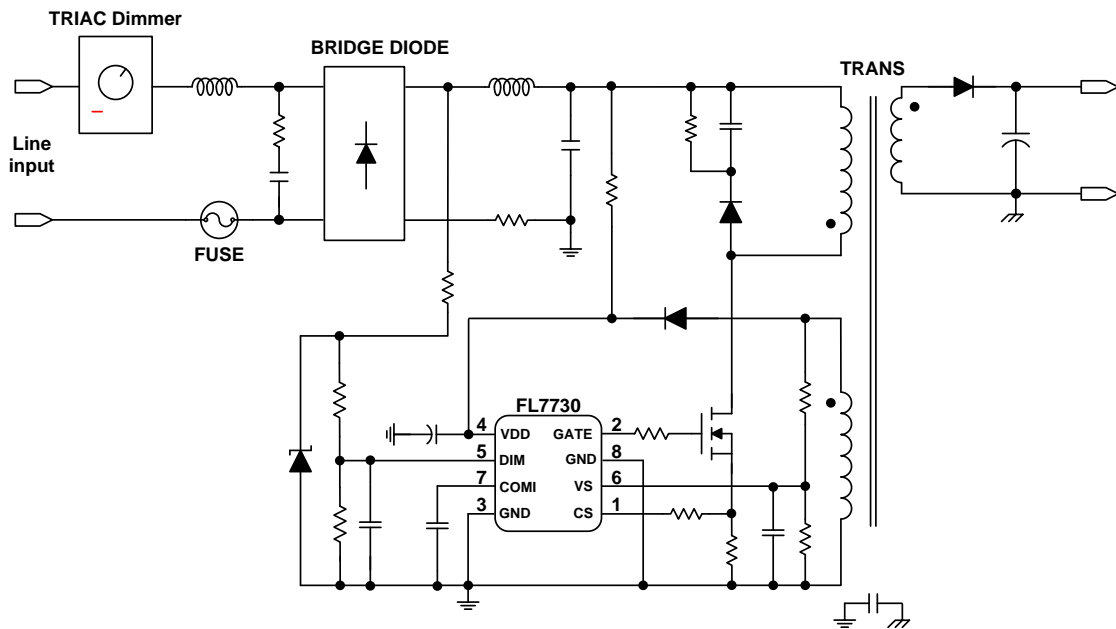 TRIAC Dimmer
BRIDGE DIODE
TRANS
Line
input
FUSE
FL7730
4 VDD GATE 2
5 DIM GND 8
7 COMI VS 6
3 GND CS 1